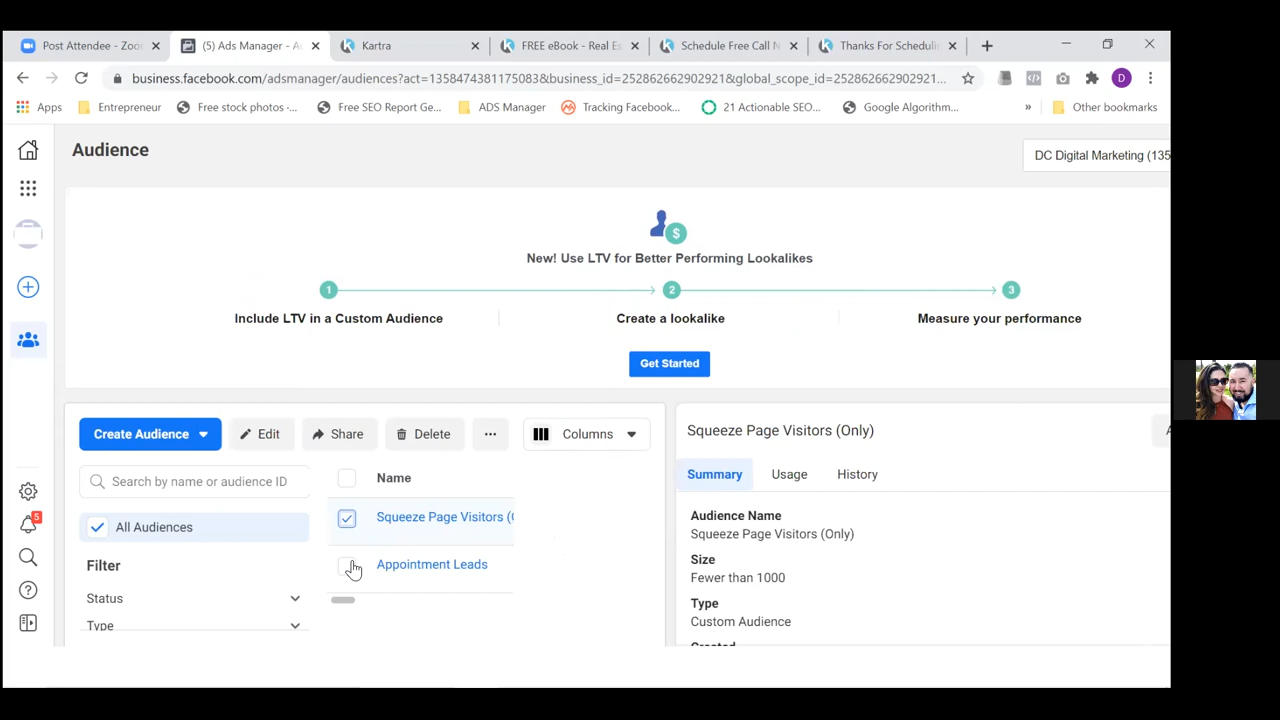 Post Attendee - Zoo
(5) Ads Manager - A
Kartra
FREE eBook - Real Es
Schedule Free Call N
Thanks For Schedulin
business.facebook.com/adsmanager/audiences?act=1358474381175083&business_id=252862662902921&global_scope_id=252862662902921...
D
Apps
Entrepreneur
Free stock photos -...
Free SEO Report Ge...
ADS Manager
Tracking Facebook...
21 Actionable SEO...
Google Algorithm...
»
Other bookmarks
Audience
DC Digital Marketing (135
$
New! Use LTV for Better Performing Lookalikes
1
2
3
Include LTV in a Custom Audience
Create a lookalike
Measure your performance
Get Started
Create Audience
Edit
Share
Delete
...
Columns
Squeeze Page Visitors (Only)
Search by name or audience ID
Name
Summary
Usage
History
All Audiences
Squeeze Page Visitors (O
Audience Name
Squeeze Page Visitors (Only)
Filter
Appointment Leads
Size
Fewer than 1000
Status
Type
Type
Custom Audience
Created
5